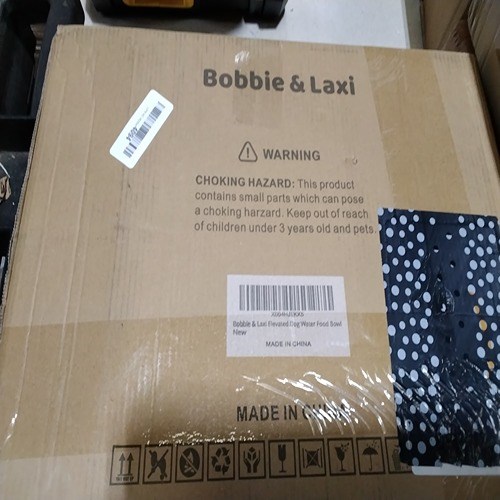 Bobbie & Laxi
WARNING
CHOKING HAZARD: This product
contains small parts which can pose
a choking harzard. Keep out of reach
of children under 3 years old and pets.
Bobbie & Laxi Elevated Dog Water Food Bowl
New
MADE IN CHINA
MADE IN CHINA